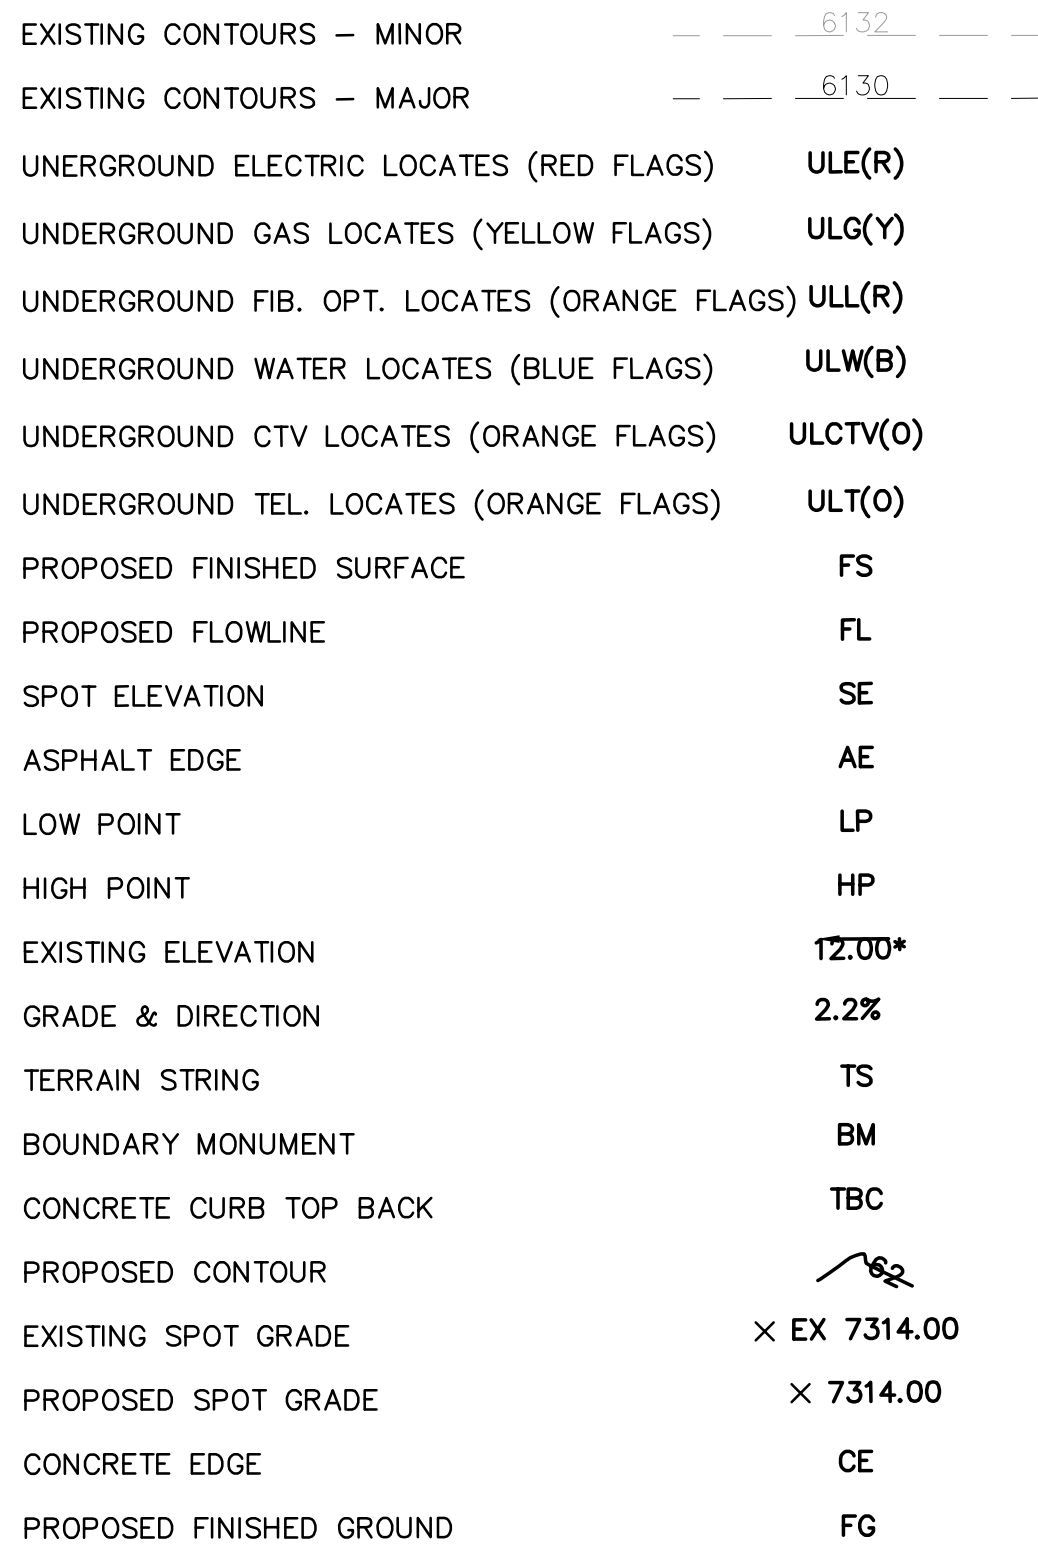 EXISTING CONTOURS – MINOR 6132
EXISTING CONTOURS – MAJOR 6130
UNERGROUND ELECTRIC LOCATES (RED FLAGS) ULE(R)
UNDERGROUND GAS LOCATES (YELLOW FLAGS) ULG(Y)
UNDERGROUND FIB. OPT. LOCATES (ORANGE FLAGS) ULL(R)
UNDERGROUND WATER LOCATES (BLUE FLAGS) ULW(B)
UNDERGROUND CTV LOCATES (ORANGE FLAGS) ULCTV(O)
UNDERGROUND TEL. LOCATES (ORANGE FLAGS) ULT(O)
PROPOSED FINISHED SURFACE FS
PROPOSED FLOWLINE FL
SPOT ELEVATION SE
ASPHALT EDGE AE
LOW POINT LP
HIGH POINT HP
EXISTING ELEVATION 12.00*
GRADE & DIRECTION 2.2%
TERRAIN STRING TS
BOUNDARY MONUMENT BM
CONCRETE CURB TOP BACK TBC
PROPOSED CONTOUR 62
EXISTING SPOT GRADE × EX 7314.00
PROPOSED SPOT GRADE × 7314.00
CONCRETE EDGE CE
PROPOSED FINISHED GROUND FG